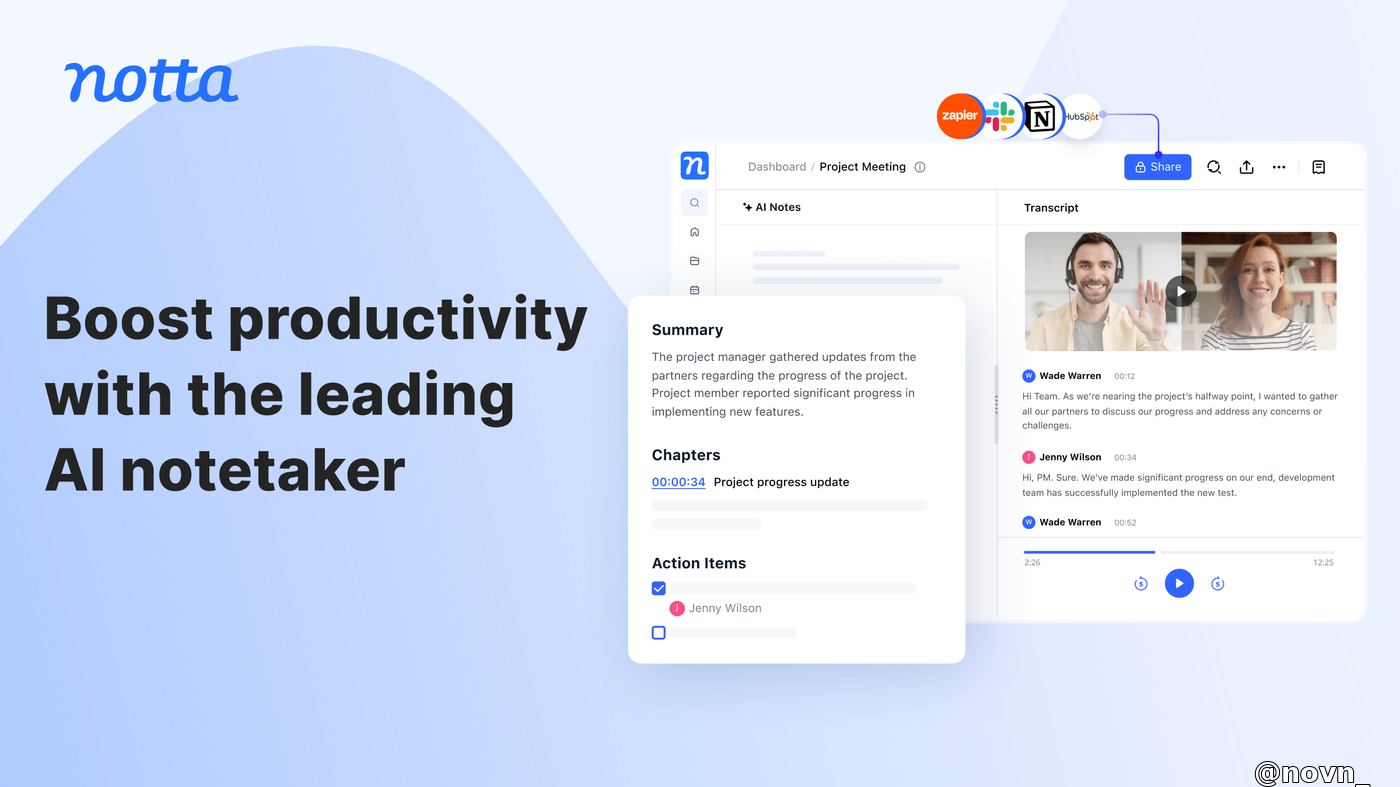 notta
Boost productivity
with the leading
AI notetaker
zapier
N
HubSpot
n
Dashboard / Project Meeting
Share
AI Notes
Transcript
Summary
The project manager gathered updates from the
partners regarding the progress of the project.
Project member reported significant progress in
implementing new features.
Chapters
00:00:34 Project progress update
Action Items
J Jenny Wilson
W Wade Warren 00:12
Hi Team. As we're nearing the project's halfway point, I wanted to gather
all our partners to discuss our progress and address any concerns or
challenges.
J Jenny Wilson 00:34
Hi, PM. Sure. We've made significant progress on our end, development
team has successfully implemented the new test.
W Wade Warren 00:52
2:26 12:25
5 5
@novn_